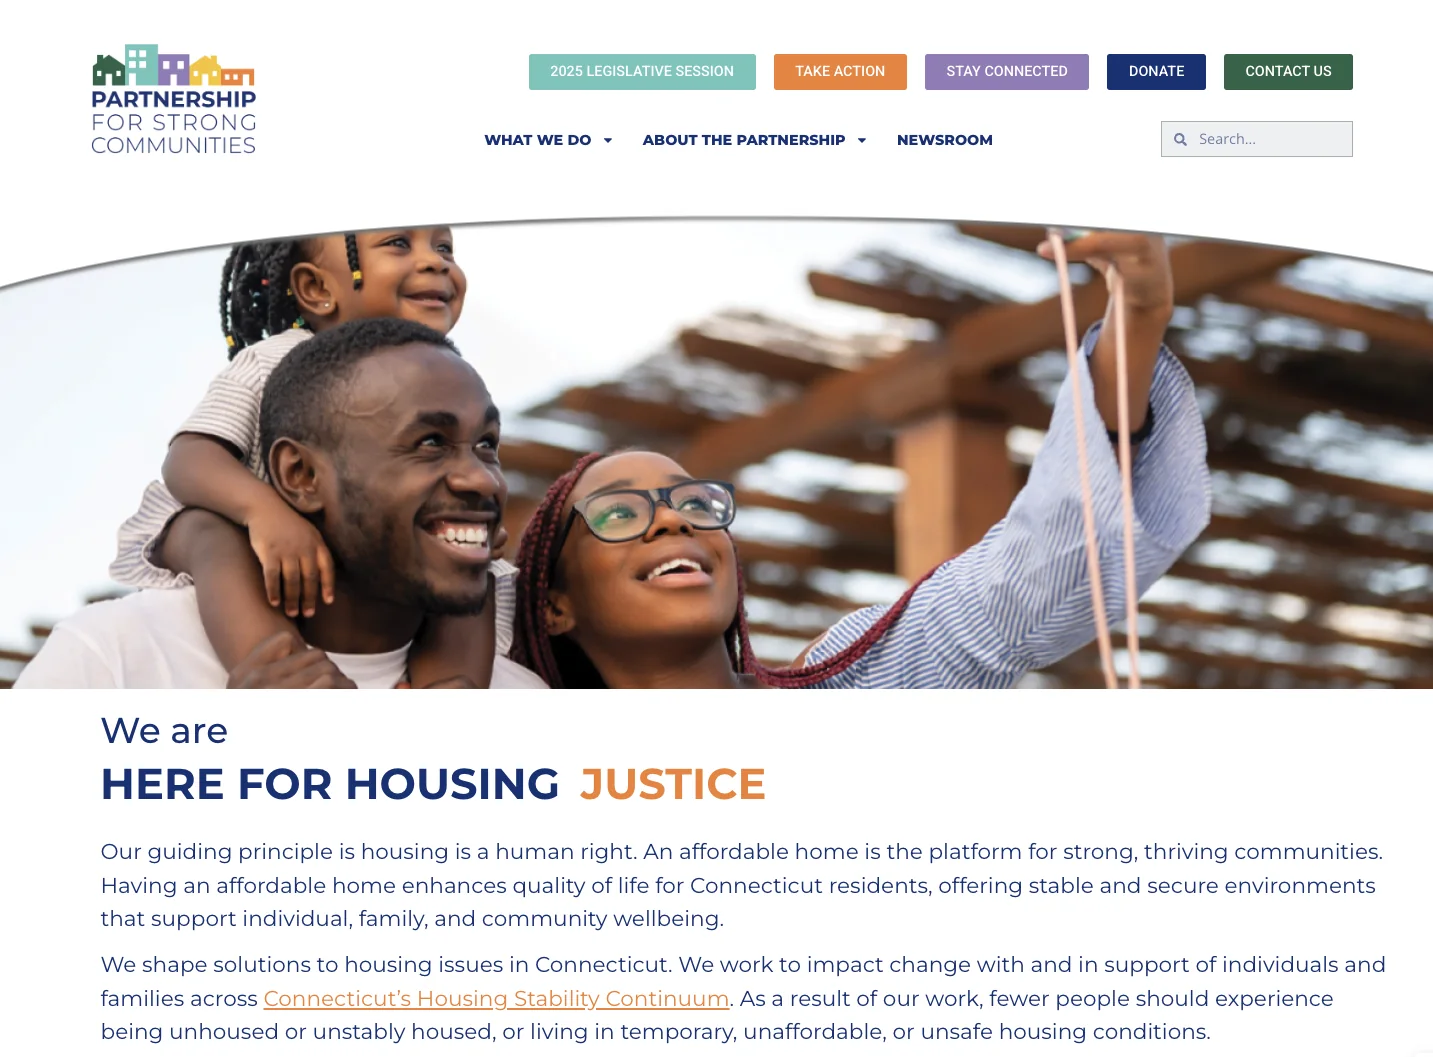 PARTNERSHIP
FOR STRONG
COMMUNITIES
2025 LEGISLATIVE SESSION
TAKE ACTION
STAY CONNECTED
DONATE
CONTACT US
WHAT WE DO
ABOUT THE PARTNERSHIP
NEWSROOM
Search...
We are
HERE FOR HOUSING JUSTICE
Our guiding principle is housing is a human right. An affordable home is the platform for strong, thriving communities.
Having an affordable home enhances quality of life for Connecticut residents, offering stable and secure environments
that support individual, family, and community wellbeing.
We shape solutions to housing issues in Connecticut. We work to impact change with and in support of individuals and
families across Connecticut’s Housing Stability Continuum. As a result of our work, fewer people should experience
being unhoused or unstably housed, or living in temporary, unaffordable, or unsafe housing conditions.